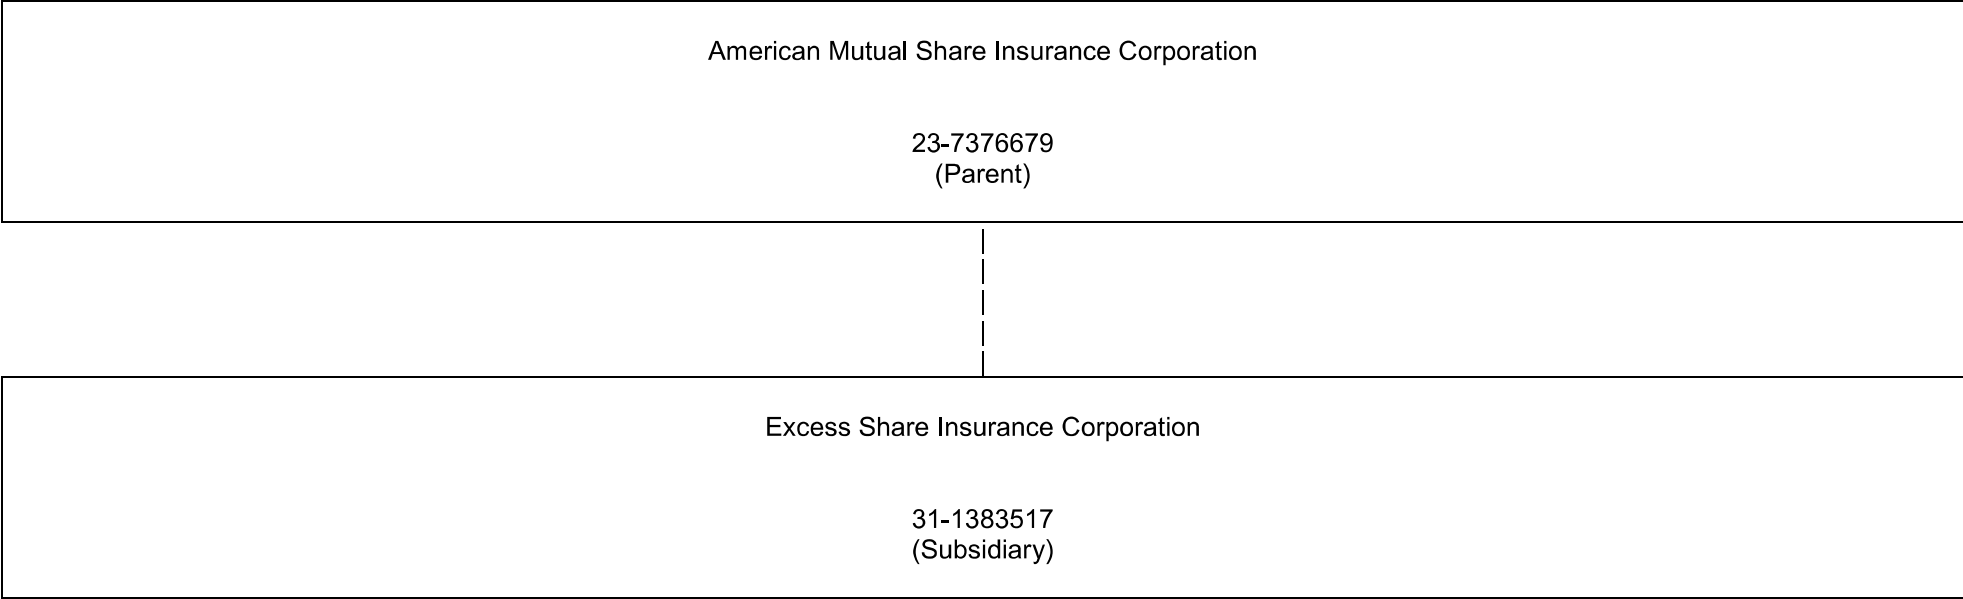 American Mutual Share Insurance Corporation
23-7376679
(Parent)
Excess Share Insurance Corporation
31-1383517
(Subsidiary)